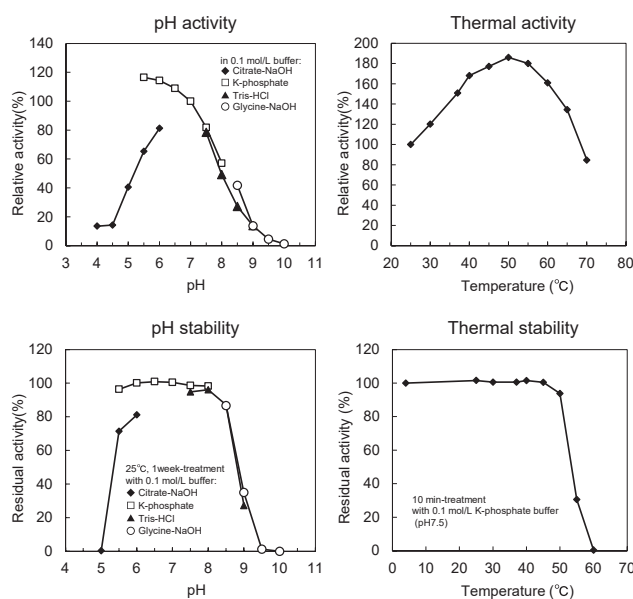 pH activity
Relative activity(%)
140
120
100
80
60
40
20
0
in 0.1 mol/L buffer:
Citrate-NaOH
K-phosphate
Tris-HCl
Glycine-NaOH
3 4 5 6 7 8 9 10 11
pH
Thermal activity
Relative activity(%)
200
180
160
140
120
100
80
60
40
20
0
20 30 40 50 60 70 80
Temperature (°C)
pH stability
Residual activity(%)
120
100
80
60
40
20
0
25°C, 1week-treatment
with 0.1 mol/L buffer:
Citrate-NaOH
K-phosphate
Tris-HCl
Glycine-NaOH
4 5 6 7 8 9 10 11
pH
Thermal stability
Residual activity (%)
120
100
80
60
40
20
0
10 min-treatment
with 0.1 mol/L K-phosphate buffer
(pH7.5)
0 10 20 30 40 50 60 70
Temperature (°C)